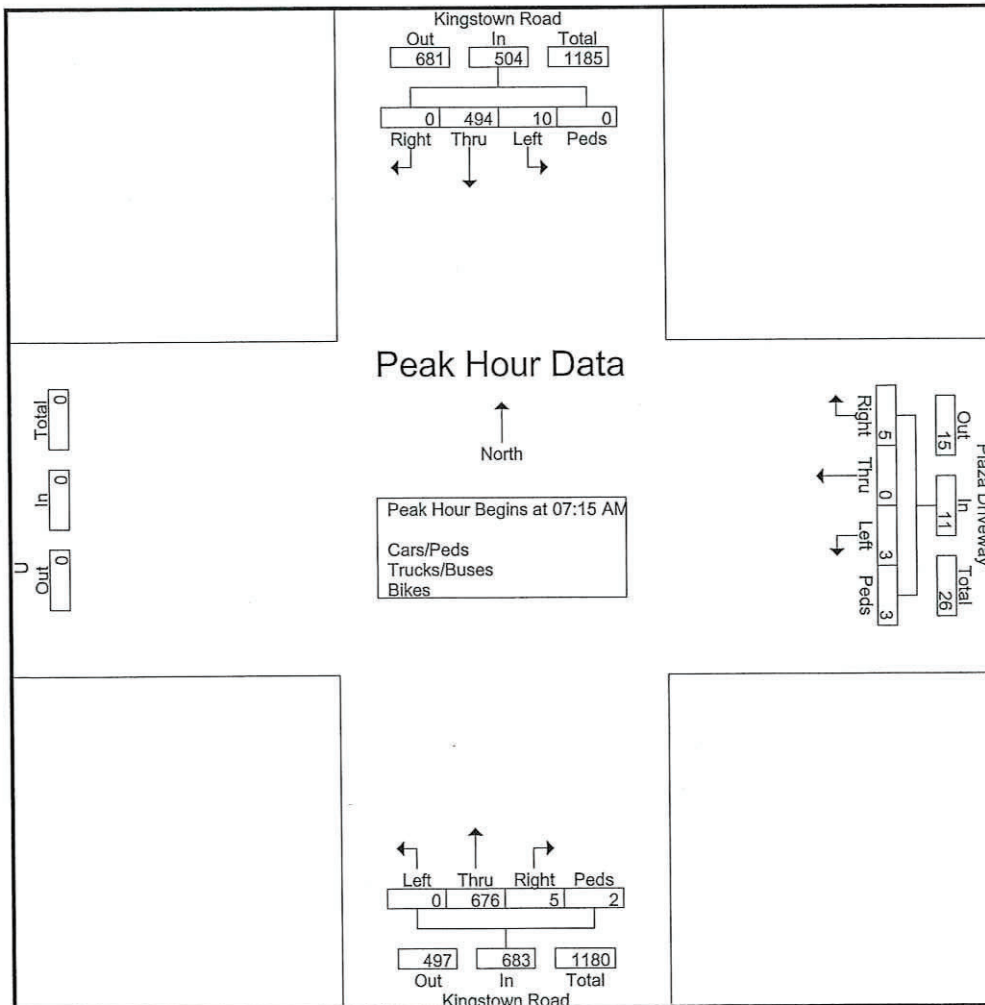 Kingstown Road
Out In Total
681 504 1185
0 494 10 0
Right Thru Left Peds
Peak Hour Data
North
Peak Hour Begins at 07:15 AM
Cars/Peds
Trucks/Buses
Bikes
Total In Out
0 0 0
Plaza Driveway
Out In Total
15 11 26
5 0 3 3
Right Thru Left Peds
Left Thru Right Peds
0 676 5 2
497 683 1180
Out In Total
Kingstown Road